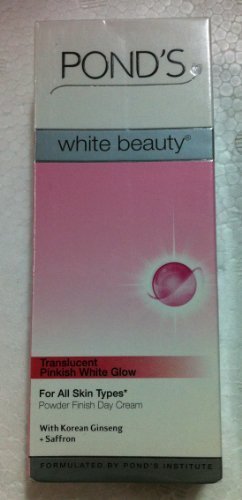 POND'S
white beauty®
Translucent
Pinkish White Glow
For All Skin Types*
Powder Finish Day Cream
With Korean Ginseng
+ Saffron
FORMULATED BY POND'S INSTITUTE